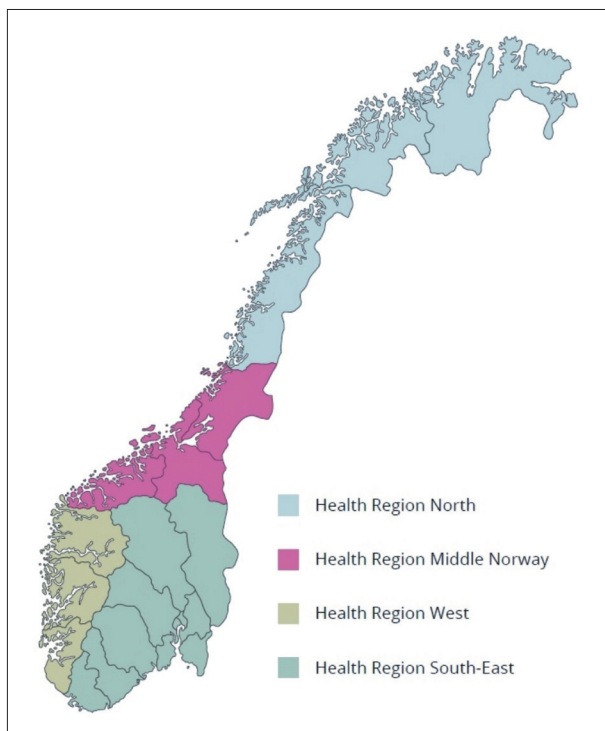 Health Region North
Health Region Middle Norway
Health Region West
Health Region South-East